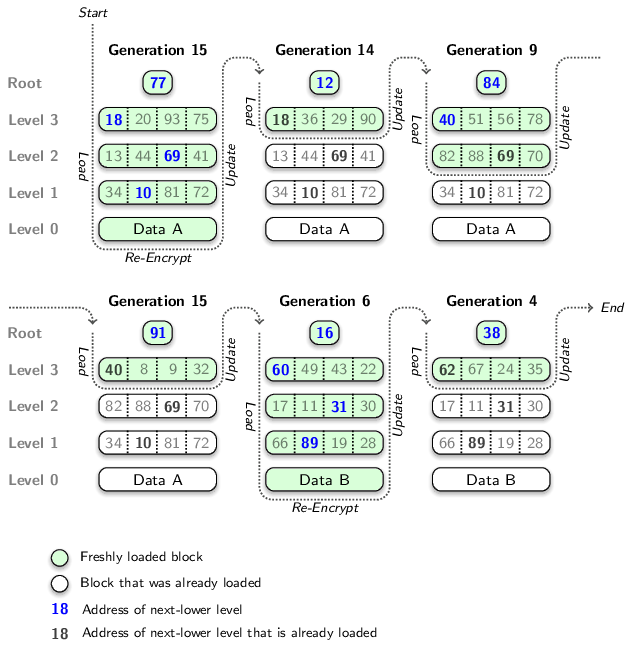 Start
Generation 15 Generation 14 Generation 9
Root 77 12 84
Level 3 18 20 93 75 18 36 29 90 40 51 56 78
Load Update Load Update Load Update
Level 2 13 44 69 41 13 44 69 41 82 88 69 70
Level 1 34 10 81 72 34 10 81 72 34 10 81 72
Level 0 Data A Data A Data A
Re-Encrypt
Generation 15 Generation 6 Generation 4
End
Root 91 16 38
Level 3 40 8 9 32 60 49 43 22 62 67 24 35
Load Update Load Update Load Update
Level 2 82 88 69 70 17 11 31 30 17 11 31 30
Level 1 34 10 81 72 66 89 19 28 66 89 19 28
Level 0 Data A Data B Data B
Re-Encrypt
Freshly loaded block
Block that was already loaded
18 Address of next-lower level
18 Address of next-lower level that is already loaded